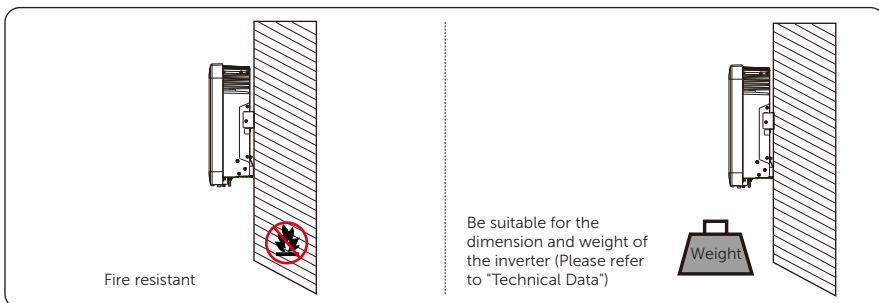 Fire resistant
Be suitable for the
dimension and weight of
the inverter (Please refer
to "Technical Data")
Weight